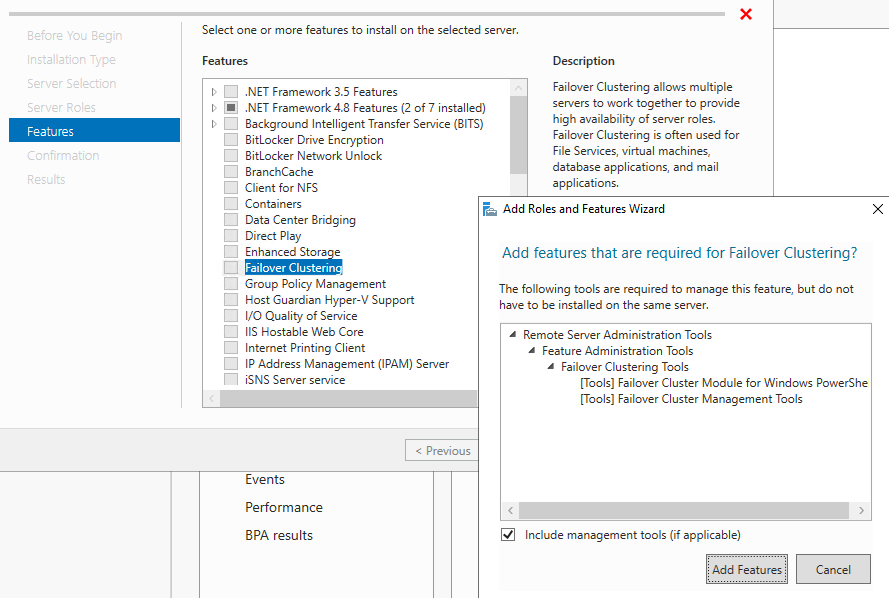 Before You Begin
Installation Type
Server Selection
Server Roles
Features
Confirmation
Results
Select one or more features to install on the selected server.
Features
.NET Framework 3.5 Features
.NET Framework 4.8 Features (2 of 7 installed)
Background Intelligent Transfer Service (BITS)
BitLocker Drive Encryption
BitLocker Network Unlock
BranchCache
Client for NFS
Containers
Data Center Bridging
Direct Play
Enhanced Storage
Failover Clustering
Group Policy Management
Host Guardian Hyper-V Support
I/O Quality of Service
IIS Hostable Web Core
Internet Printing Client
IP Address Management (IPAM) Server
iSNS Server service
Description
Failover Clustering allows multiple
servers to work together to provide
high availability of server roles.
Failover Clustering is often used for
File Services, virtual machines,
database applications, and mail
applications.
< Previous
Events
Performance
BPA results
Add Roles and Features Wizard
Add features that are required for Failover Clustering?
The following tools are required to manage this feature, but do not
have to be installed on the same server.
Remote Server Administration Tools
Feature Administration Tools
Failover Clustering Tools
[Tools] Failover Cluster Module for Windows PowerShe
[Tools] Failover Cluster Management Tools
Include management tools (if applicable)
Add Features
Cancel